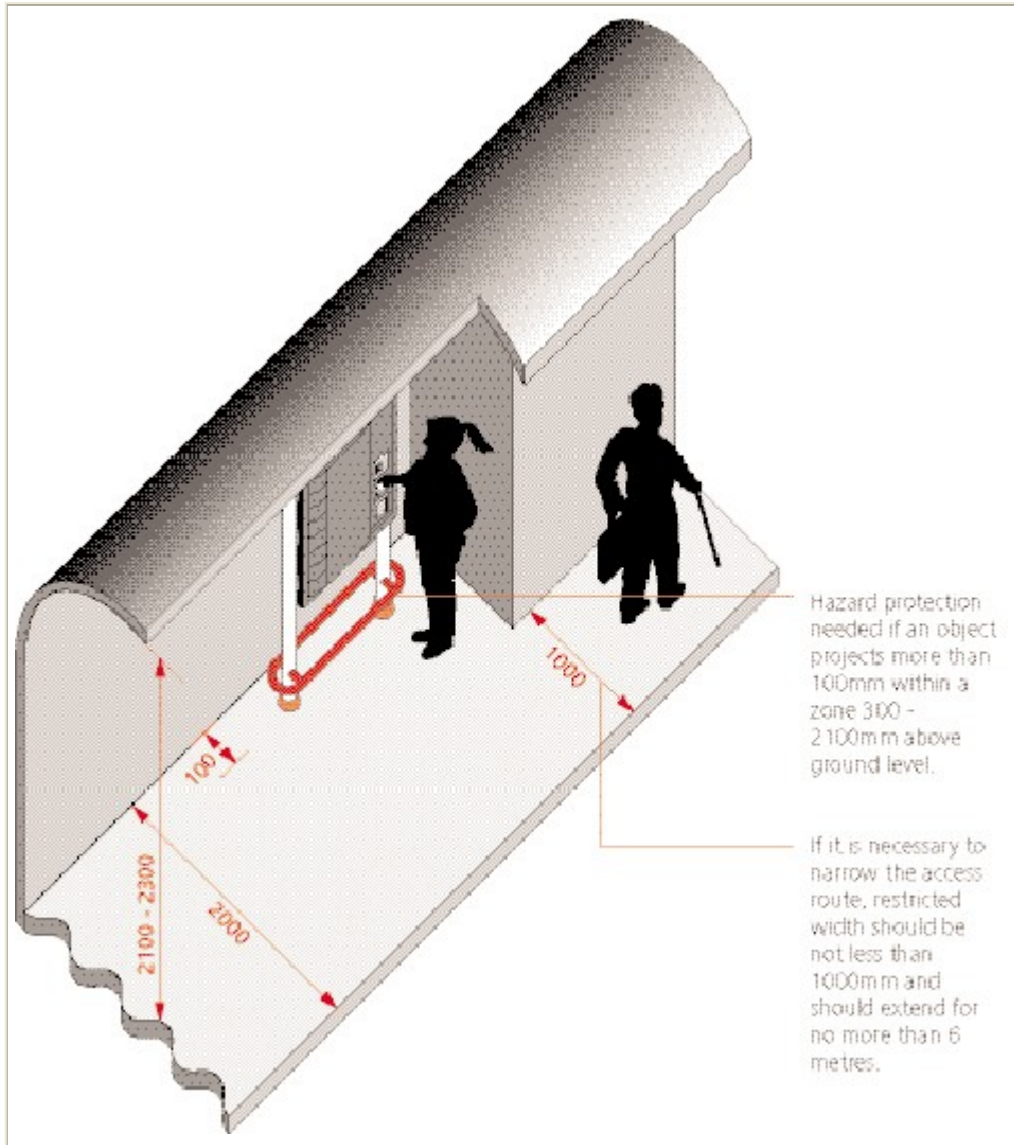 Hazard protection
needed if an object
projects more than
100mm within a
zone 300 -
2100mm above
ground level.
1000
100
If it is necessary to
narrow the access
route, restricted
width should be
not less than
1000mm and
should extend for
no more than 6
metres.
2100 - 2300
2000